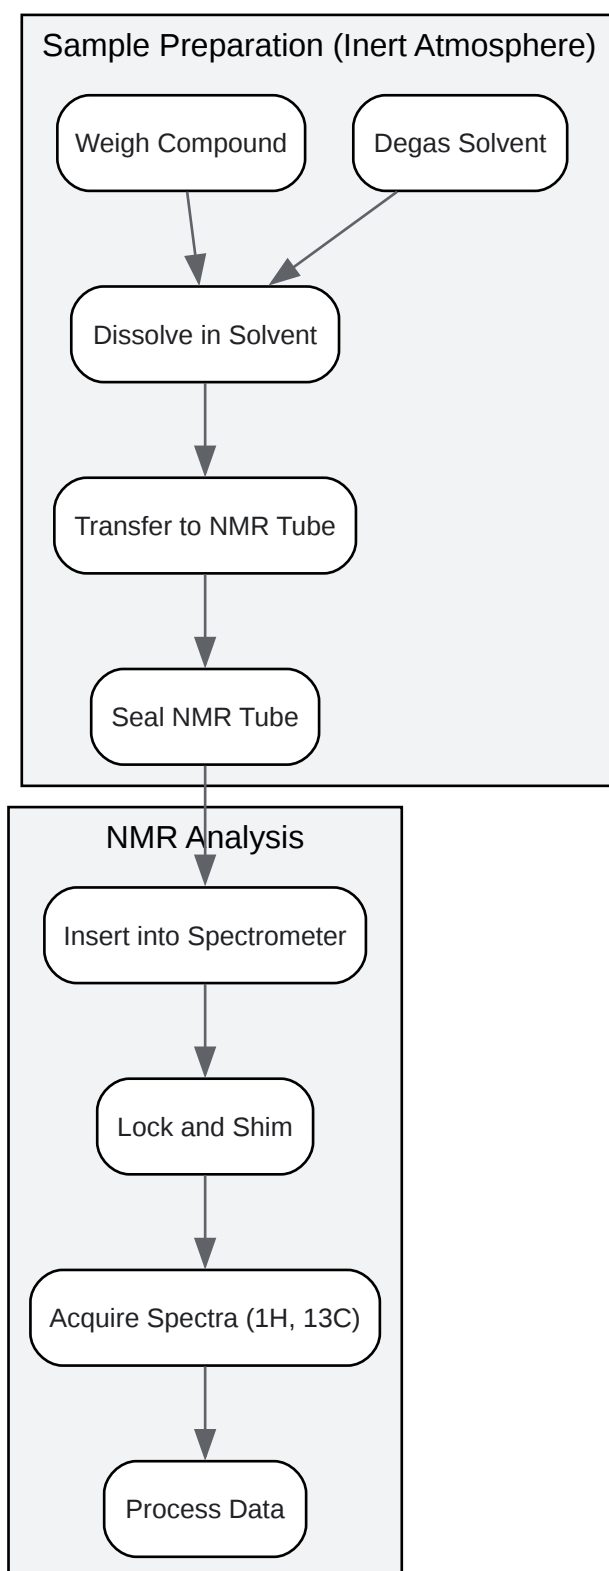 Sample Preparation (Inert Atmosphere)
Weigh Compound
Degas Solvent
Dissolve in Solvent
Transfer to NMR Tube
Seal NMR Tube
NMR Analysis
Insert into Spectrometer
Lock and Shim
Acquire Spectra (1H, 13C)
Process Data